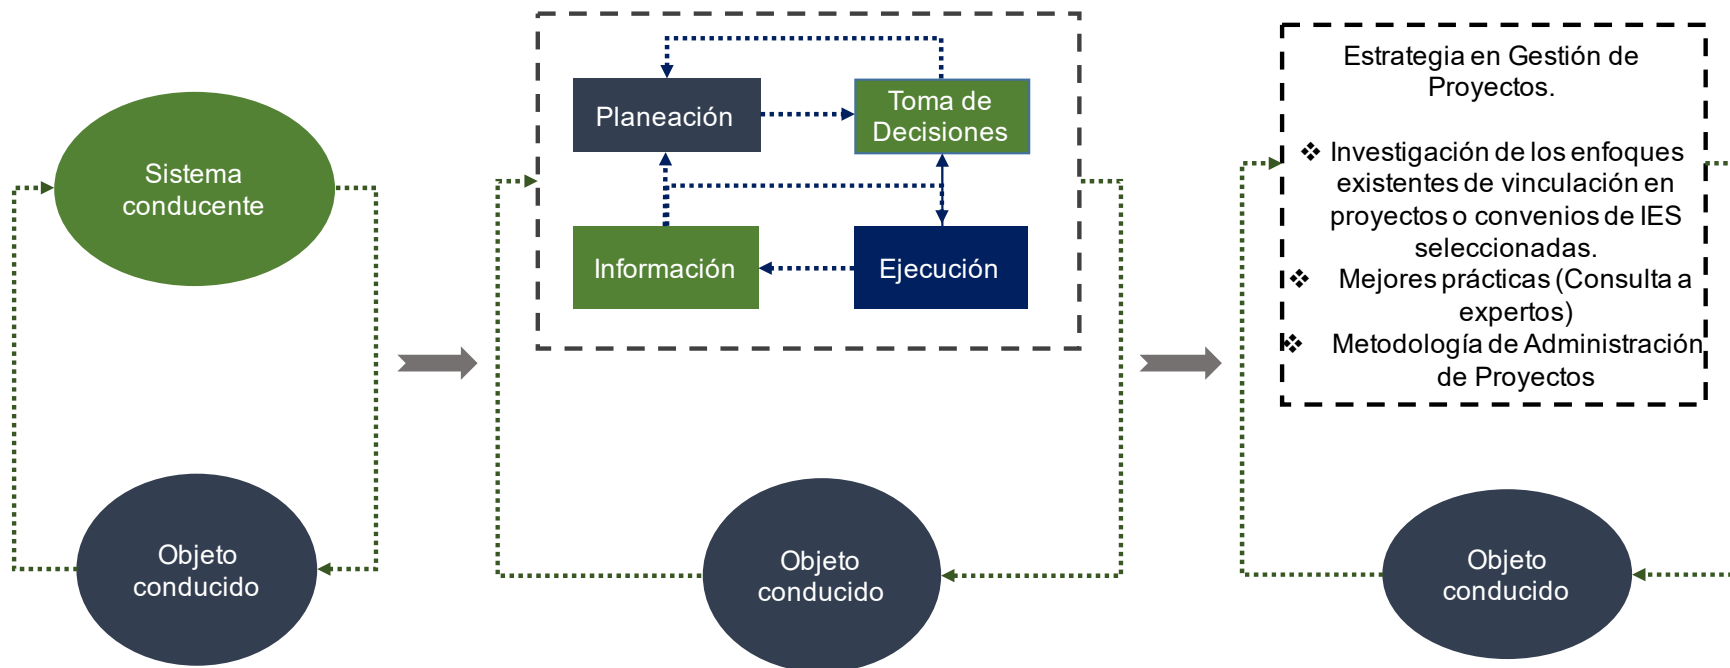 Sistema
conducente
Objeto
conducido
Planeación
Toma de
Decisiones
Información
Ejecución
Objeto
conducido
Estrategia en Gestión de
Proyectos.
❖ Investigación de los enfoques
existentes de vinculación en
proyectos o convenios de IES
seleccionadas.
❖ Mejores prácticas (Consulta a
expertos)
❖ Metodología de Administración
de Proyectos
Objeto
conducido